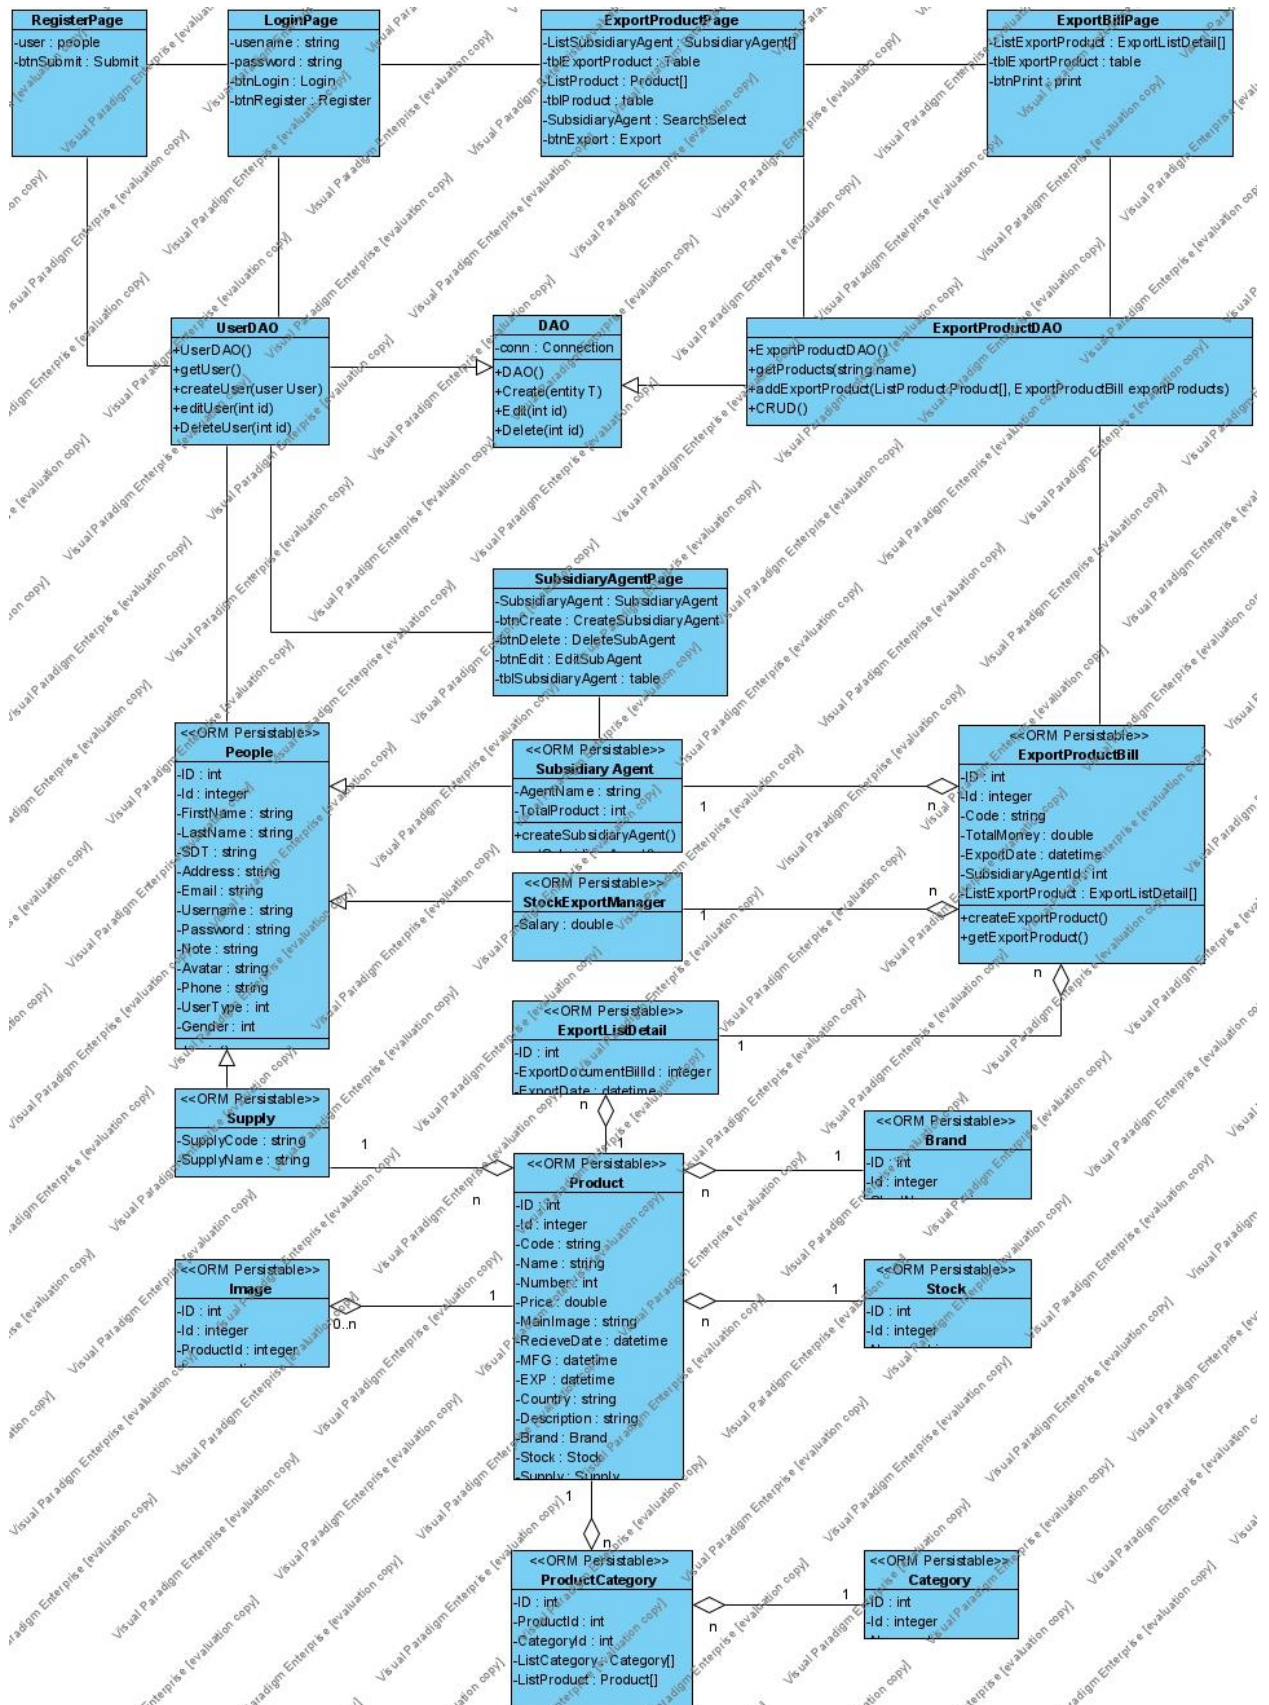 RegisterPage
-user : people
-btnSubmit : Submit
LoginPage
-usename : string
-password : string
-btnLogin : Login
-btnRegister : Register
ExportProductPage
-ListSubsidiaryAgent : SubsidiaryAgent[]
-tblExportProduct : Table
-ListProduct : Product[]
-tblProduct : table
-SubsidiaryAgent : SearchSelect
-btnExport : Export
ExportBillPage
-ListExportProduct : ExportListDetail[]
-tblExportProduct : table
-btnPrint : print
UserDAO
+UserDAO()
+getUser()
+createUser(user User)
+editUser(int id)
+DeleteUser(int id)
DAO
-conn : Connection
+DAO()
+Create(entity T)
+Edit(int id)
+Delete(int id)
ExportProductDAO
+ExportProductDAO()
+getProducts(string name)
+addExportProduct(ListProduct Product[], ExportProductBill exportProducts)
+CRUD()
SubsidiaryAgentPage
-SubsidiaryAgent : SubsidiaryAgent
-btnCreate : CreateSubsidiaryAgent
-btnDelete : DeleteSubAgent
-btnEdit : EditSubAgent
-tblSubsidiaryAgent : table
<<ORM Persistable>>
People
-ID : int
-Id : integer
-FirstName : string
-LastName : string
-SDT : string
-Address : string
-Email : string
-Username : string
-Password : string
-Note : string
-Avatar : string
-Phone : string
-UserType : int
-Gender : int
<<ORM Persistable>>
Subsidiary Agent
-AgentName : string
-TotalProduct : int
+createSubsidiaryAgent()
1
n
<<ORM Persistable>>
ExportProductBill
-ID : int
-Id : integer
-Code : string
-TotalMoney : double
-ExportDate : datetime
-SubsidiaryAgentId : int
-ListExportProduct : ExportListDetail[]
+createExportProduct()
+getExportProduct()
<<ORM Persistable>>
StockExportManager
-Salary : double
1
n
n
<<ORM Persistable>>
ExportListDetail
-ID : int
-ExportDocumentBillId : integer
-ExportDate : datetime
1
n
1
<<ORM Persistable>>
Supply
-SupplyCode : string
-SupplyName : string
1
n
<<ORM Persistable>>
Product
-ID : int
-Id : integer
-Code : string
-Name : string
-Number : int
-Price : double
-MainImage : string
-RecieveDate : datetime
-MFG : datetime
-EXP : datetime
-Country : string
-Description : string
-Brand : Brand
-Stock : Stock
-Supply : Supply
n
1
<<ORM Persistable>>
Brand
-ID : int
-Id : integer
<<ORM Persistable>>
Image
-ID : int
-Id : integer
-ProductId : integer
0..n
1
n
1
<<ORM Persistable>>
Stock
-ID : int
-Id : integer
1
n
<<ORM Persistable>>
ProductCategory
-ID : int
-ProductId : int
-CategoryId : int
-ListCategory : Category[]
-ListProduct : Product[]
n
1
<<ORM Persistable>>
Category
-ID : int
-Id : integer
Visual Paradigm Enterprise [evaluation copy]